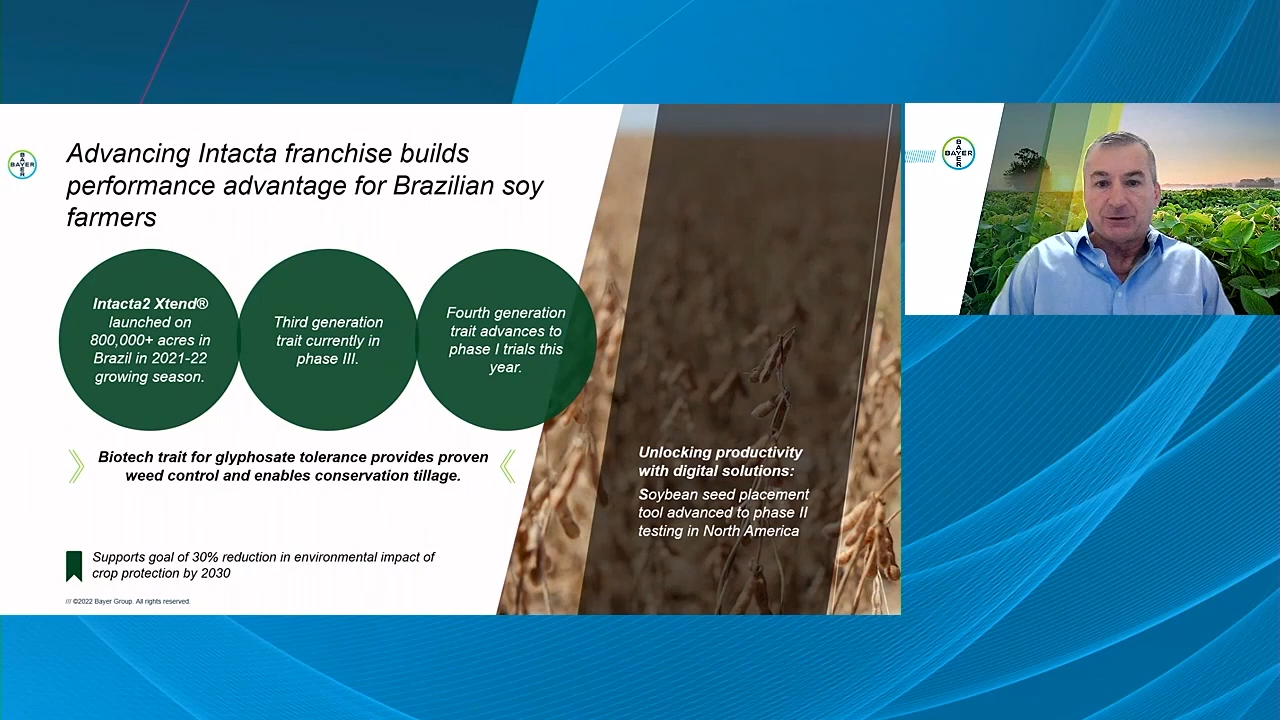 Advancing Intacta franchise builds
performance advantage for Brazilian soy
farmers
BAYER
BAYER
Intacta2 Xtend®
launched on
800,000+ acres in
Brazil in 2021-22
growing season.
Third generation
trait currently in
phase III.
Fourth generation
trait advances to
phase I trials this
year.
Biotech trait for glyphosate tolerance provides proven
weed control and enables conservation tillage.
Unlocking productivity
with digital solutions:
Soybean seed placement
tool advanced to phase II
testing in North America
Supports goal of 30% reduction in environmental impact of
crop protection by 2030
/// ©2022 Bayer Group. All rights reserved.
BAYER
BAYER